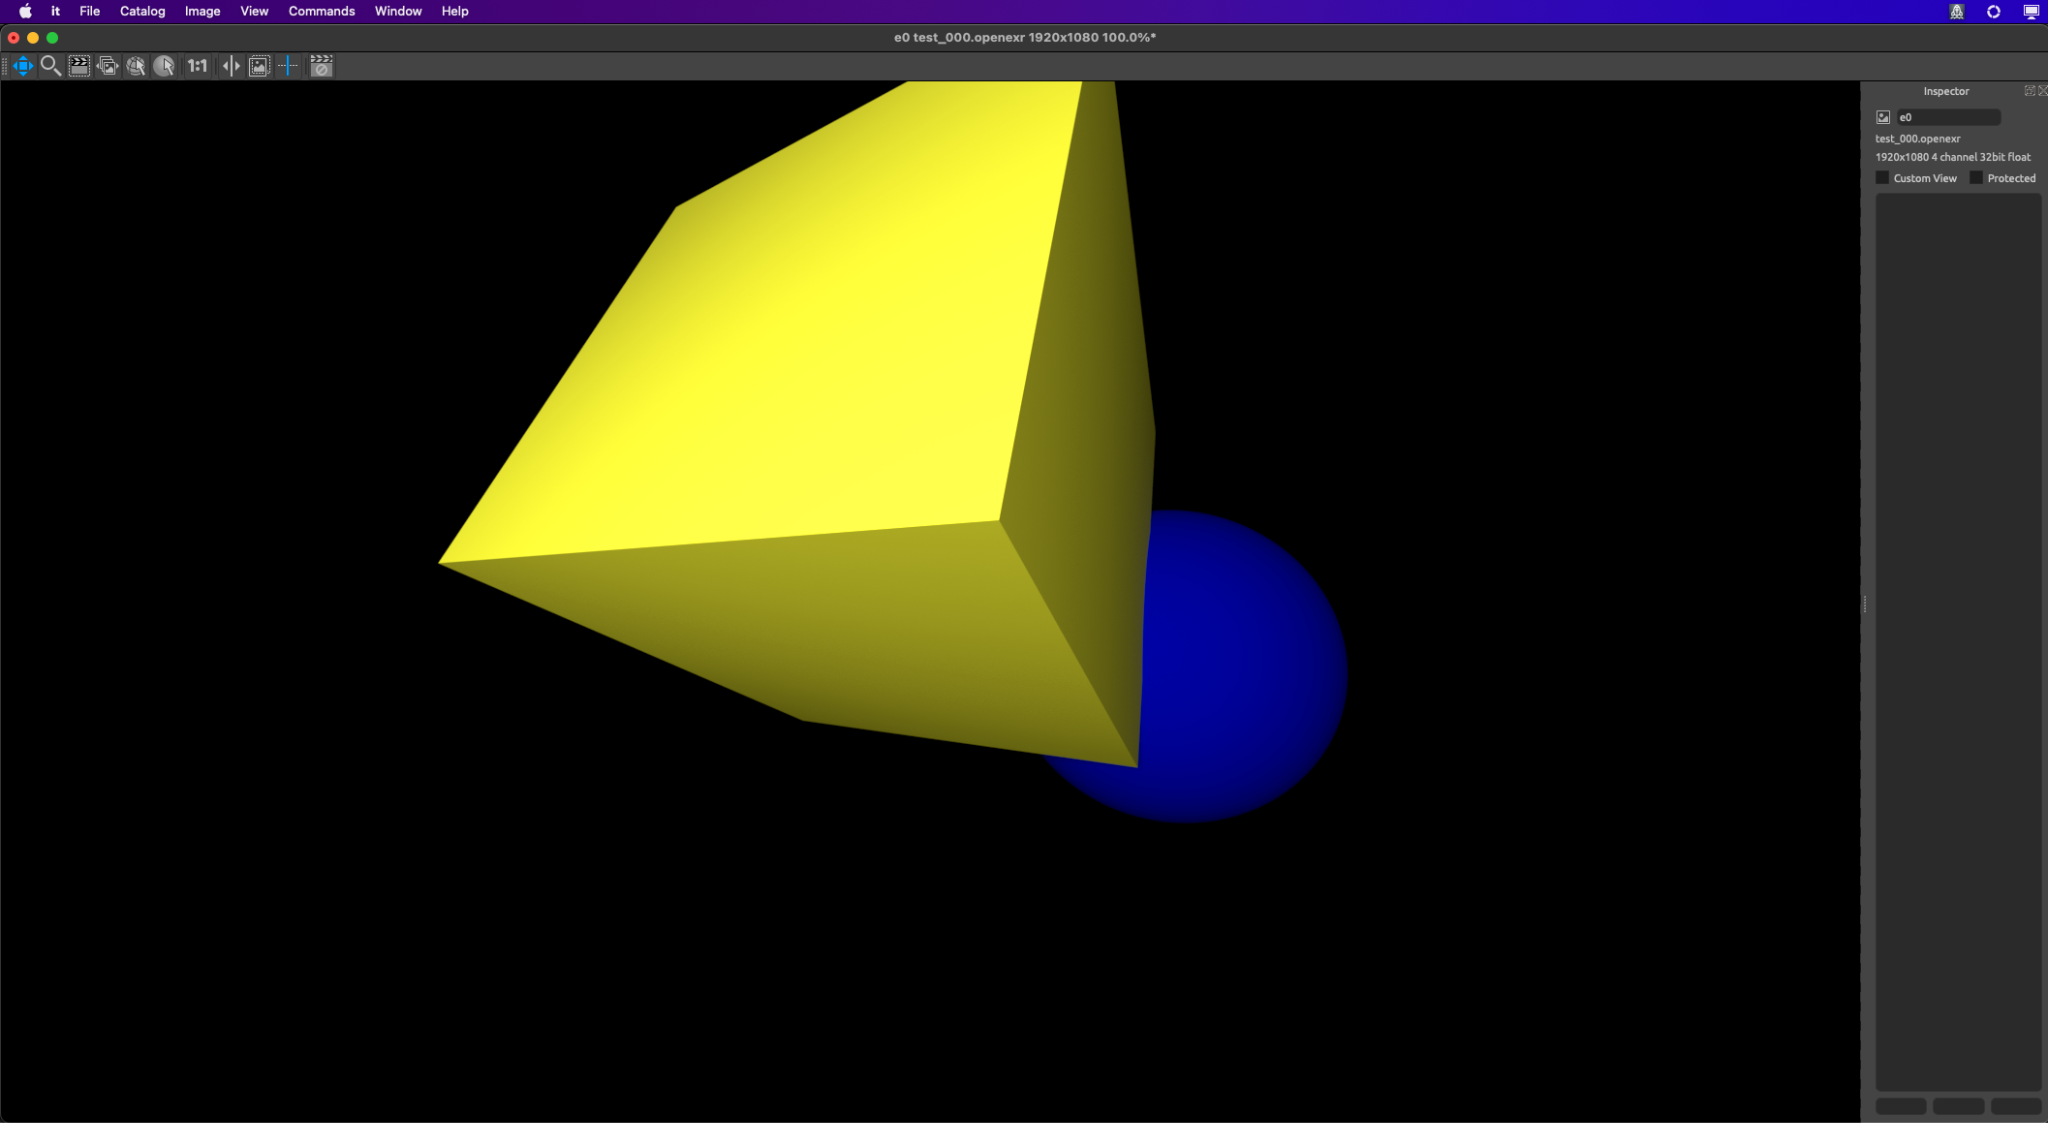 it File Catalog Image View Commands Window Help
e0 test_000.openexr 1920x1080 100.0%*
1:1
Inspector
e0
test_000.openexr
1920x1080 4 channel 32bit float
Custom View Protected